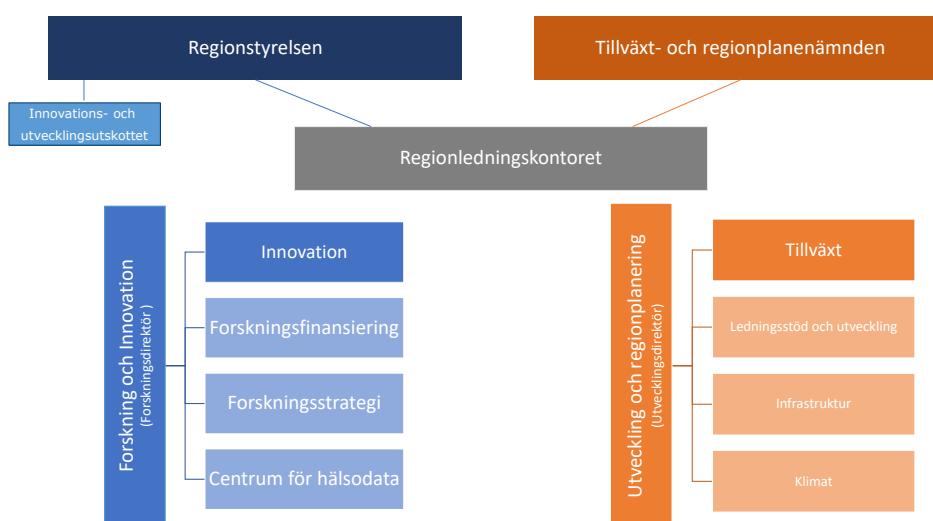 Regionstyrelsen
Tillväxt- och regionplanenämnden
Innovations- och
utvecklingsutskottet
Regionledningskontoret
Forskning och Innovation
(Forskningsdirektör )
Innovation
Forskningsfinansiering
Forskningsstrategi
Centrum för hälsodata
Utveckling och regionplanering
(Utvecklingsdirektör)
Tillväxt
Ledningsstöd och utveckling
Infrastruktur
Klimat